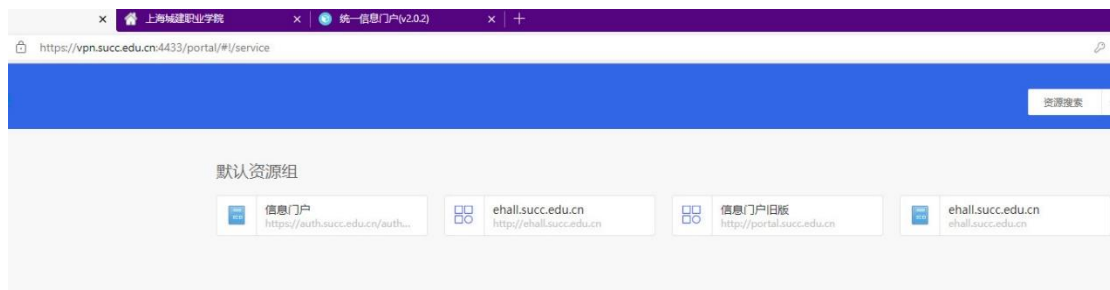 上海城建职业学院
统一信息门户(v2.0.2)
https://vpn.succ.edu.cn:4433/portal/#!/service
资源搜索
默认资源组
信息门户
https://auth.succ.edu.cn/auth...
ehall.succ.edu.cn
http://ehall.succ.edu.cn
信息门户旧版
http://portal.succ.edu.cn
ehall.succ.edu.cn
ehall.succ.edu.cn